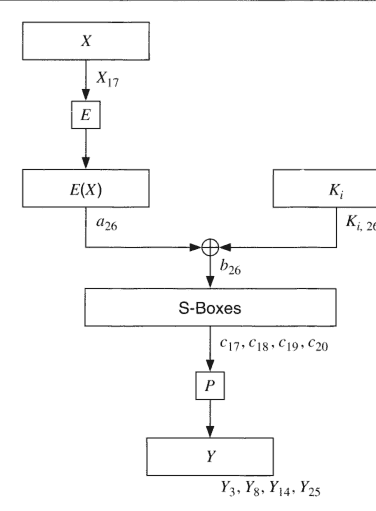 X
X17
E
E(X)
Ki
a26
Ki, 26
b26
S-Boxes
c17, c18, c19, c20
P
Y
Y3, Y8, Y14, Y25